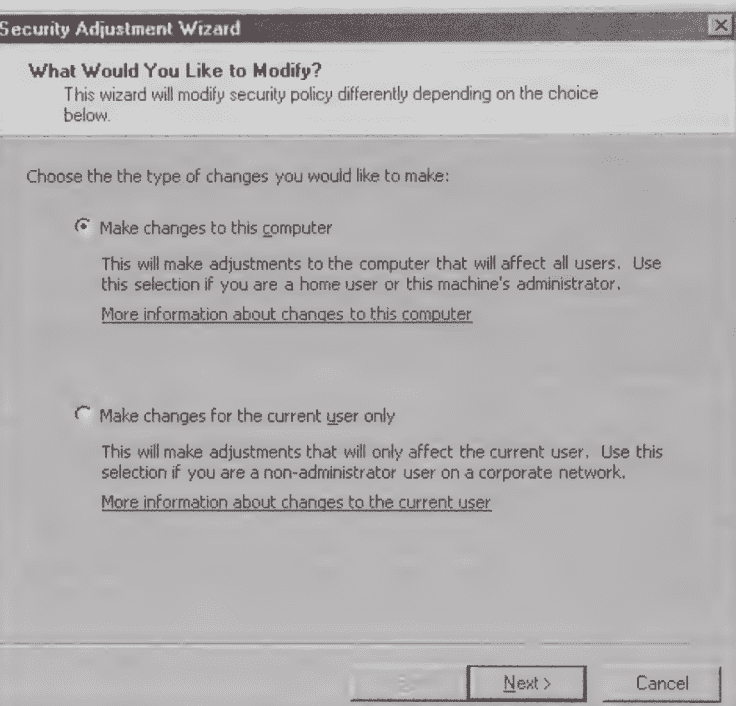 Security Adjustment Wizard
What Would You Like to Modify?
This wizard will modify security policy differently depending on the choice
below.
Choose the the type of changes you would like to make:
Make changes to this computer
This will make adjustments to the computer that will affect all users. Use
this selection if you are a home user or this machine's administrator.
More information about changes to this computer
Make changes for the current user only
This will make adjustments that will only affect the current user. Use this
selection if you are a non-administrator user on a corporate network.
More information about changes to the current user
Next > Cancel